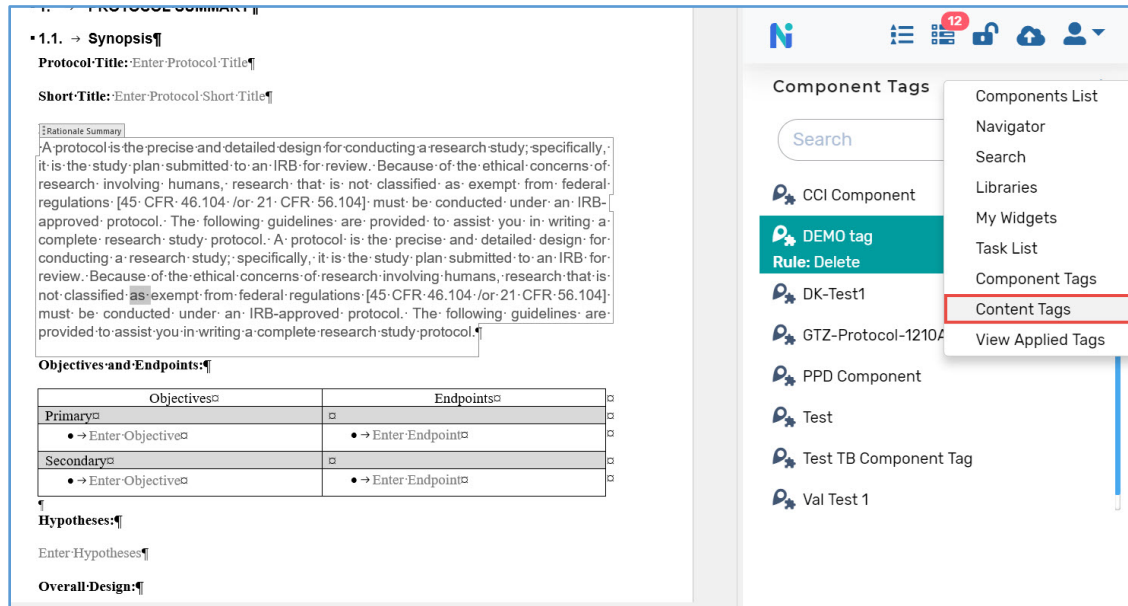 1. → PROTOCOL SUMMARY¶
▪1.1. → Synopsis¶
Protocol·Title:·Enter·Protocol·Title¶
Short·Title:·Enter·Protocol·Short·Title¶
Rationale Summary
·A·protocol·is·the·precise·and·detailed·design·for·conducting·a·research·study;·specifically,·
it·is·the·study·plan·submitted·to·an·IRB·for·review.·Because·of·the·ethical·concerns·of·
research·involving·humans,·research·that·is·not·classified·as·exempt·from·federal·
regulations·[45·CFR·46.104·/or·21·CFR·56.104]·must·be·conducted·under·an·IRB-
approved·protocol.·The·following·guidelines·are·provided·to·assist·you·in·writing·a·
complete·research·study·protocol.·A·protocol·is·the·precise·and·detailed·design·for·
conducting·a·research·study;·specifically,·it·is·the·study·plan·submitted·to·an·IRB·for·
review.·Because·of·the·ethical·concerns·of·research·involving·humans,·research·that·is·
not·classified·as·exempt·from·federal·regulations·[45·CFR·46.104·/or·21·CFR·56.104]·
must·be·conducted·under·an·IRB-approved·protocol.·The·following·guidelines·are·
provided·to·assist·you·in·writing·a·complete·research·study·protocol.¶
Objectives·and·Endpoints:¶
Objectives¤ Endpoints¤ ¤
Primary¤ ¤ ¤
●→Enter·Objective¤ ●→Enter·Endpoint¤ ¤
Secondary¤ ¤ ¤
●→Enter·Objective¤ ●→Enter·Endpoint¤ ¤
¶
Hypotheses:¶
Enter·Hypotheses¶
Overall·Design:¶
N
12
Component Tags
Search
CCI Component
DEMO tag
Rule: Delete
DK-Test1
GTZ-Protocol-1210A
PPD Component
Test
Test TB Component Tag
Val Test 1
Components List
Navigator
Search
Libraries
My Widgets
Task List
Component Tags
Content Tags
View Applied Tags